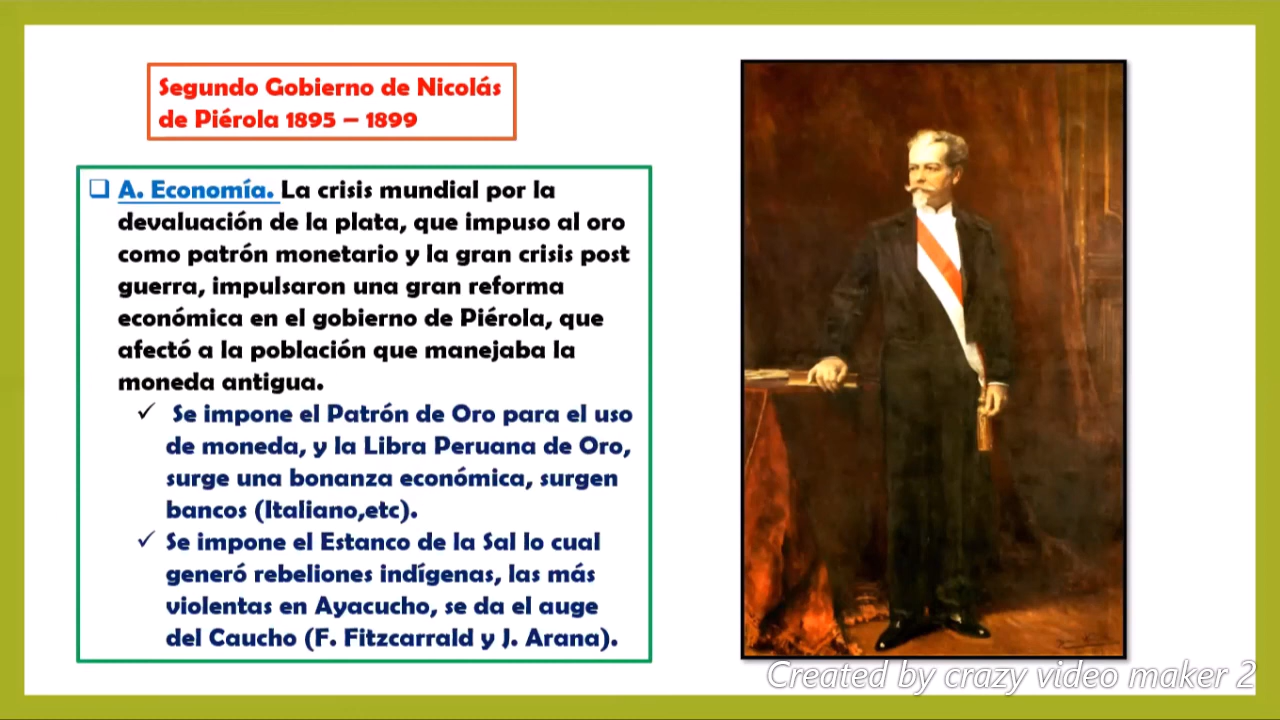 Segundo Gobierno de Nicolás
de Piérola 1895 – 1899
A. Economía. La crisis mundial por la
devaluación de la plata, que impuso al oro
como patrón monetario y la gran crisis post
guerra, impulsaron una gran reforma
económica en el gobierno de Piérola, que
afectó a la población que manejaba la
moneda antigua.
Se impone el Patrón de Oro para el uso
de moneda, y la Libra Peruana de Oro,
surge una bonanza económica, surgen
bancos (Italiano,etc).
Se impone el Estanco de la Sal lo cual
generó rebeliones indígenas, las más
violentas en Ayacucho, se da el auge
del Caucho (F. Fitzcarrald y J. Arana).
Created by crazy video maker 2